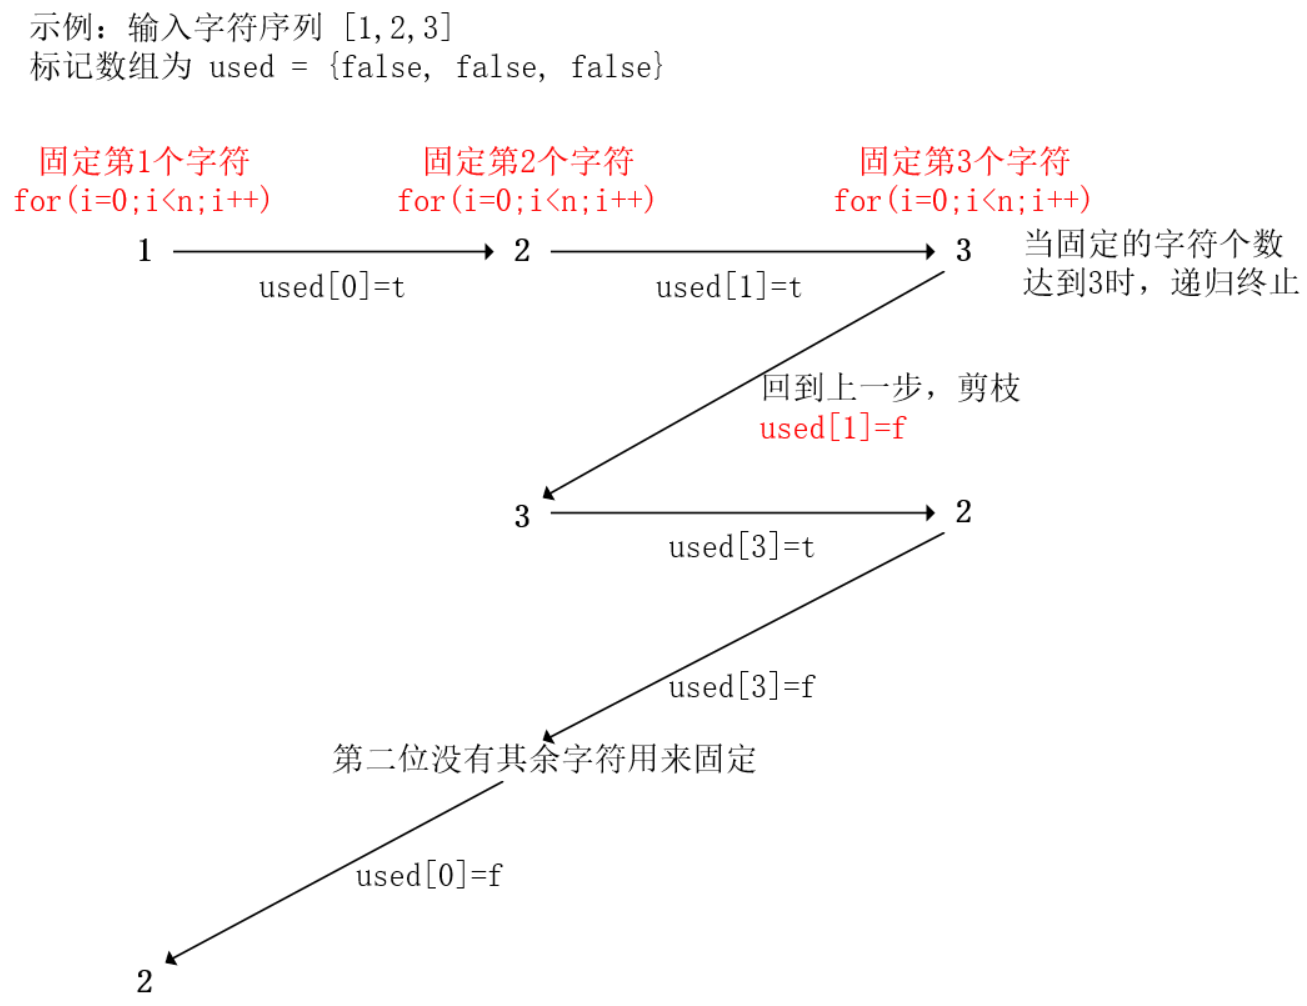 示例：输入字符序列 [1,2,3]
标记数组为 used = {false, false, false}
固定第1个字符
for(i=0;i<n;i++)
固定第2个字符
for(i=0;i<n;i++)
固定第3个字符
for(i=0;i<n;i++)
1
used[0]=t
2
used[1]=t
3
当固定的字符个数
达到3时，递归终止
回到上一步，剪枝
used[1]=f
3
used[3]=t
2
used[3]=f
第二位没有其余字符用来固定
used[0]=f
2